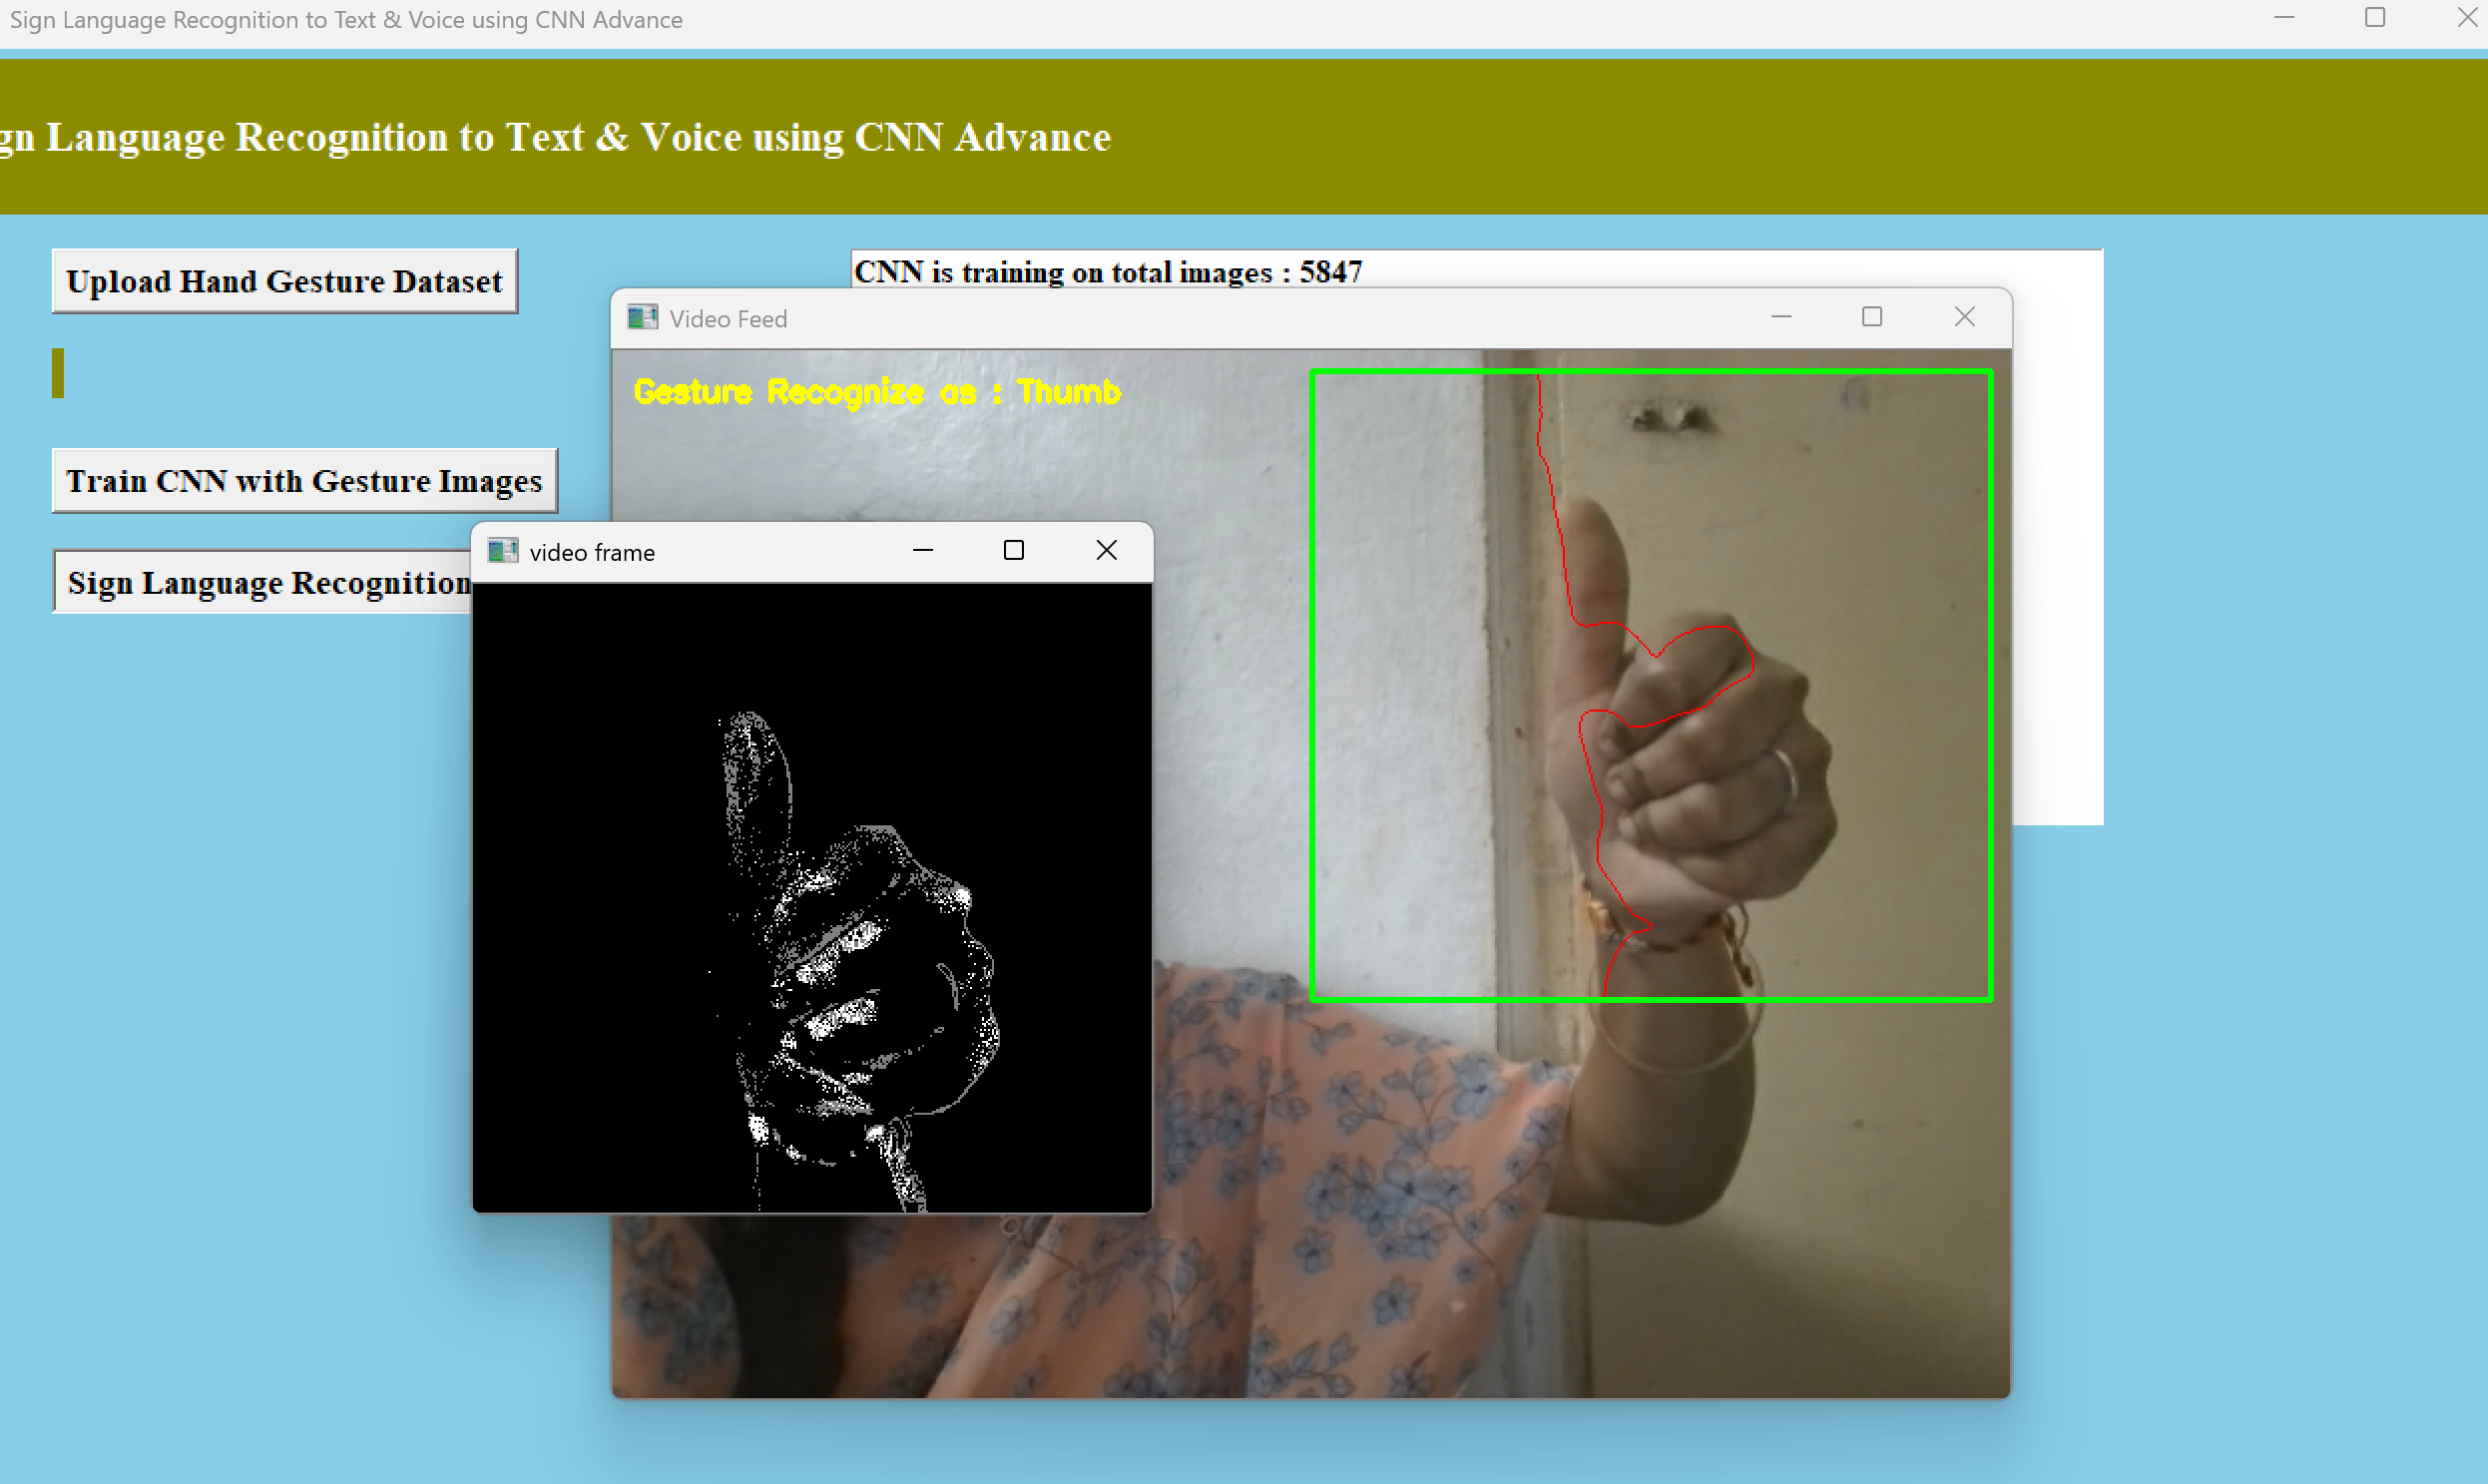 Sign Language Recognition to Text & Voice using CNN Advance
gn Language Recognition to Text & Voice using CNN Advance
Upload Hand Gesture Dataset
CNN is training on total images : 5847
Video Feed
Gesture Recognize as : Thumb
Train CNN with Gesture Images
video frame
Sign Language Recognition